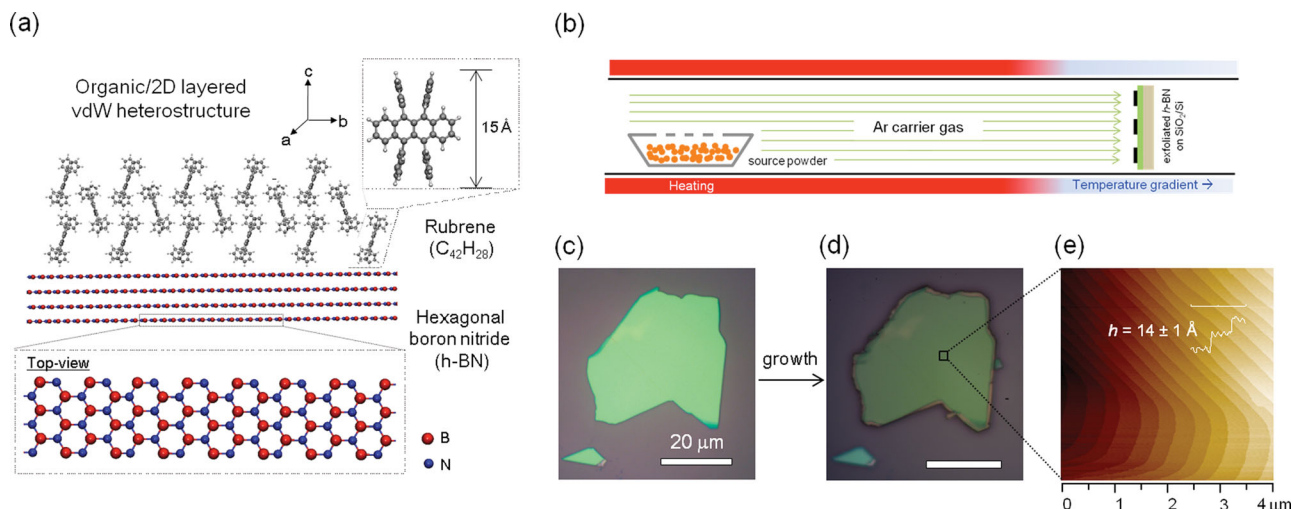 (a)
Organic/2D layered
vdW heterostructure
c
b
a
15 Å
Rubrene
(C₄₂H₂₈)
Hexagonal
boron nitride
(h-BN)
Top-view
B
N
(b)
Ar carrier gas
source powder
exfoliated h-BN
on SiO₂/Si
Heating
Temperature gradient →
(c)
20 μm
growth
(d)
(e)
h = 14 ± 1 Å
0 1 2 3 4 μm